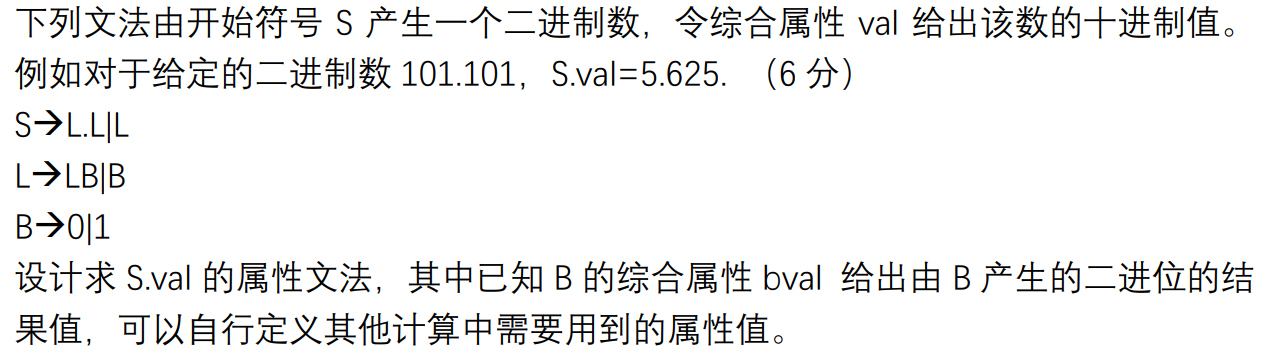 下列文法由开始符号 S 产生一个二进制数，令综合属性 val 给出该数的十进制值。
例如对于给定的二进制数 101.101，S.val=5.625. （6 分）
S→L.L|L
L→LB|B
B→0|1
设计求 S.val 的属性文法，其中已知 B 的综合属性 bval 给出由 B 产生的二进位的结
果值，可以自行定义其他计算中需要用到的属性值。